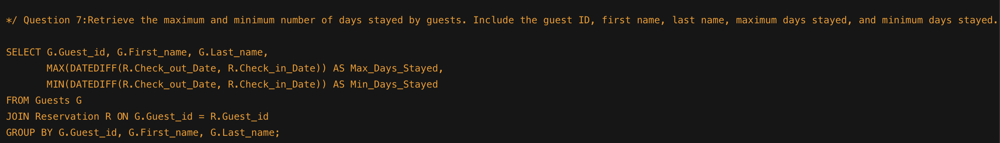 */ Question 7:Retrieve the maximum and minimum number of days stayed by guests. Include the guest ID, first name, last name, maximum days stayed, and minimum days stayed.
SELECT G.Guest_id, G.First_name, G.Last_name,
MAX(DATEDIFF(R.Check_out_Date, R.Check_in_Date)) AS Max_Days_Stayed,
MIN(DATEDIFF(R.Check_out_Date, R.Check_in_Date)) AS Min_Days_Stayed
FROM Guests G
JOIN Reservation R ON G.Guest_id = R.Guest_id
GROUP BY G.Guest_id, G.First_name, G.Last_name;